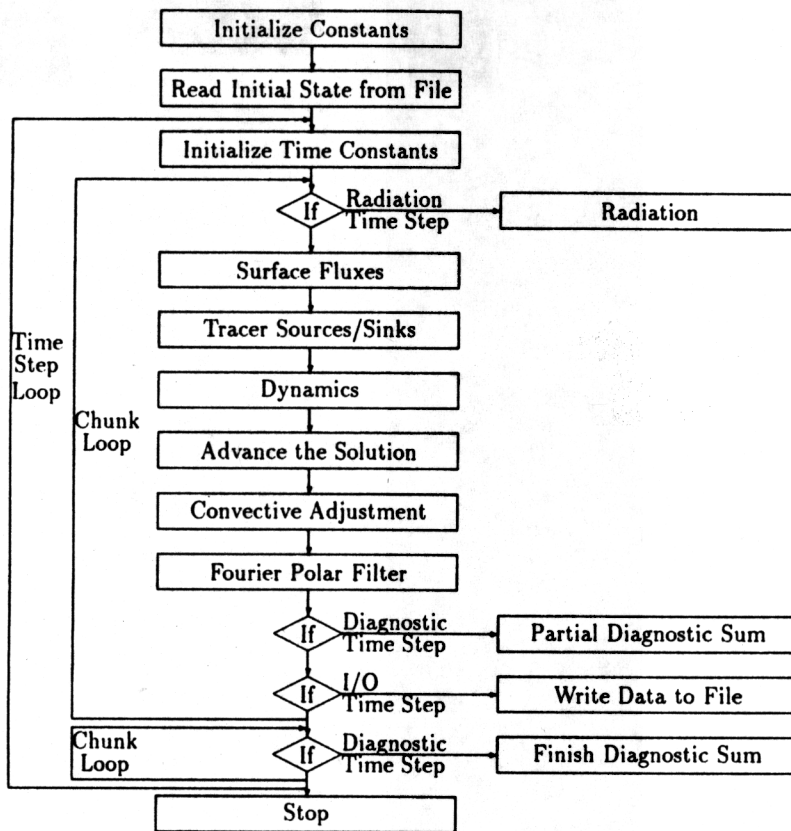 Initialize Constants
Read Initial State from File
Initialize Time Constants
If
Radiation
Time Step
Radiation
Surface Fluxes
Tracer Sources/Sinks
Time
Step
Loop
Dynamics
Chunk
Loop
Advance the Solution
Convective Adjustment
Fourier Polar Filter
If
Diagnostic
Time Step
Partial Diagnostic Sum
If
I/O
Time Step
Write Data to File
Chunk
Loop
If
Diagnostic
Time Step
Finish Diagnostic Sum
Stop